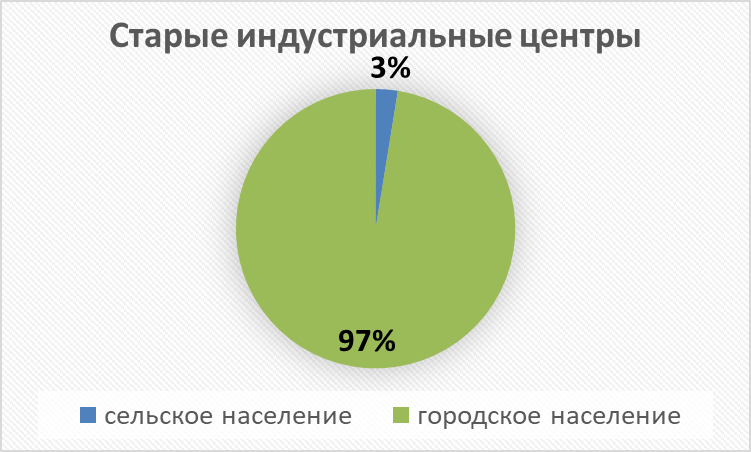 Старые индустриальные центры
3%
97%
сельское население
городское население